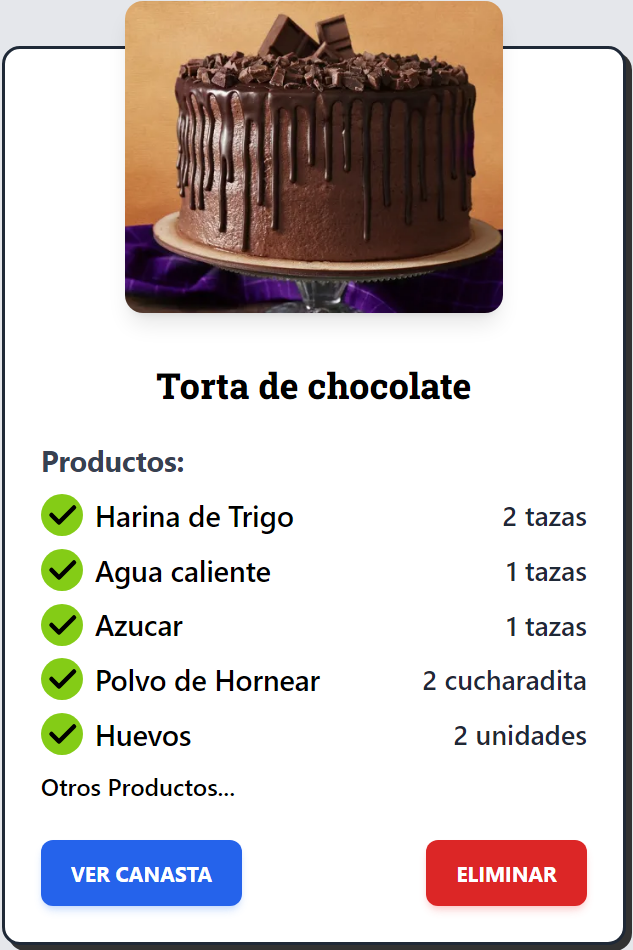 Torta de chocolate
Productos:
Harina de Trigo 2 tazas
Agua caliente 1 tazas
Azucar 1 tazas
Polvo de Hornear 2 cucharadita
Huevos 2 unidades
Otros Productos...
VER CANASTA ELIMINAR